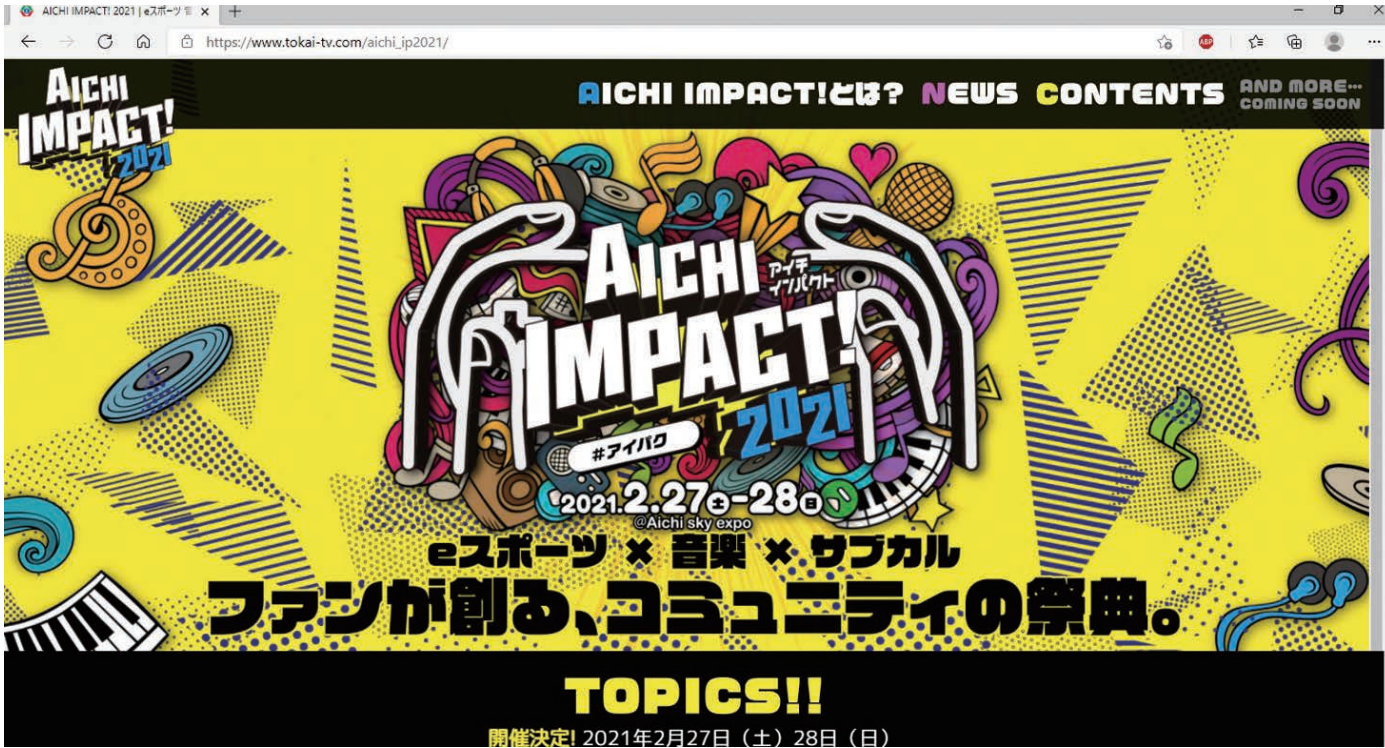 AICHI IMPACT! 2021 | eスポーツ
https://www.tokai-tv.com/aichi_ip2021/
ABP
AICHI
IMPACT!
2021
AICHI IMPACT!とは? NEWS CONTENTS AND MORE…
COMING SOON
AICHI
アイチ
インパクト
IMPACT!
2021
#アイパク
2021.2.27土-28日
@Aichi sky expo
eスポーツ × 音楽 × サブカル
ファンが創る、コミュニティの祭典。
TOPICS!!
開催決定! 2021年2月27日（土）28日（日）